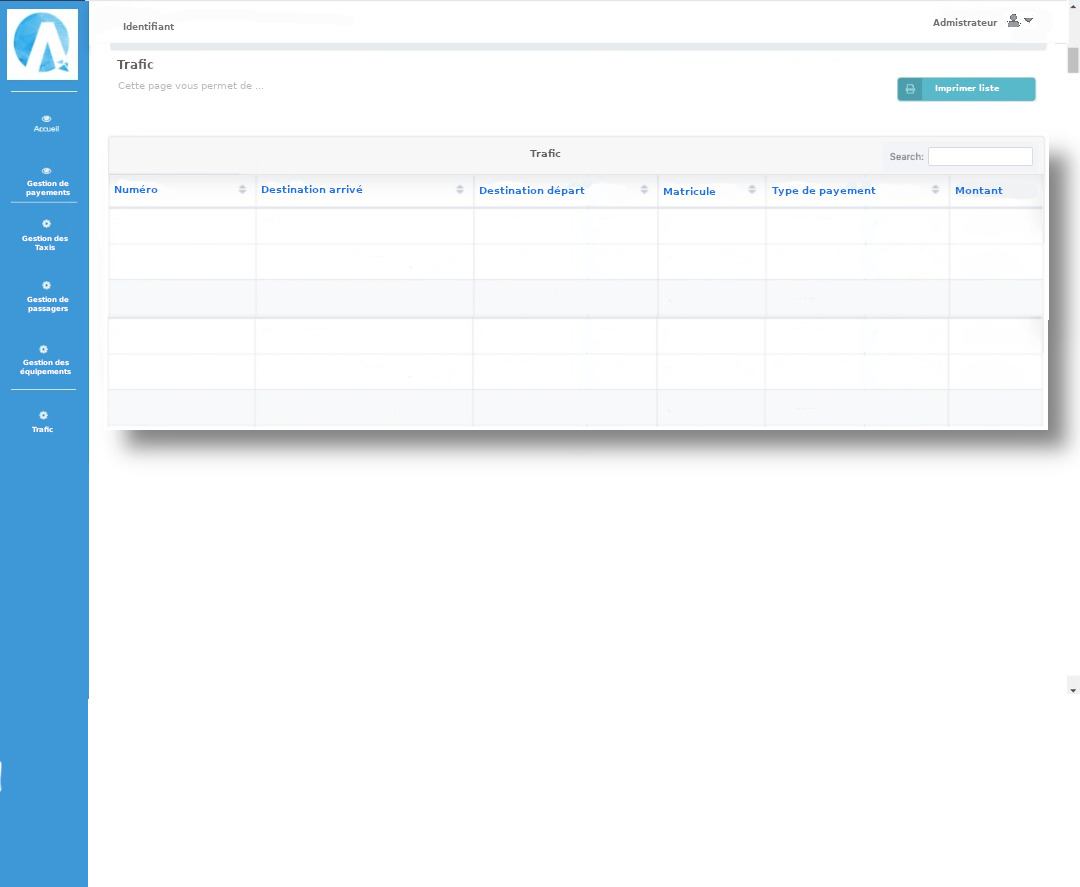 Identifiant
Admistrateur
Trafic
Cette page vous permet de ...
Imprimer liste
Accueil
Gestion de
payements
Gestion des
Taxis
Gestion de
passagers
Gestion des
équipements
Trafic
Trafic
Search:
Numéro Destination arrivé Destination départ Matricule Type de payement Montant